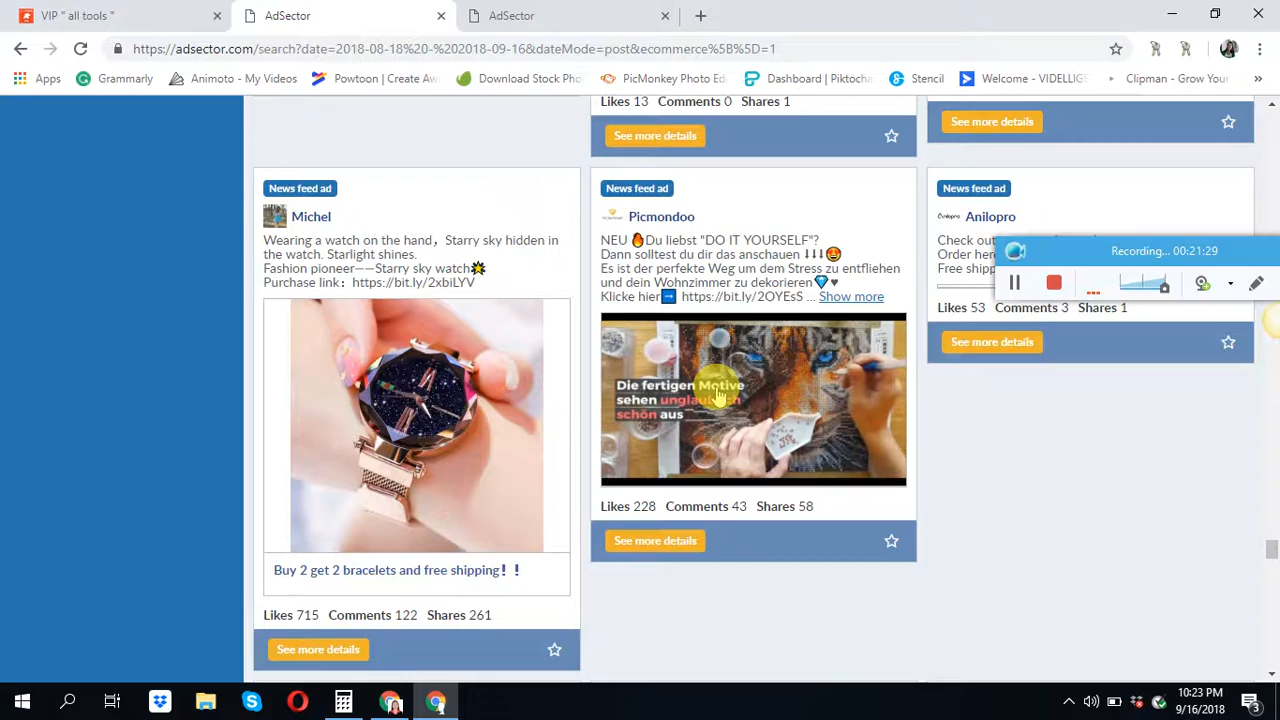 VIP " all tools "
AdSector
AdSector
https://adsector.com/search?date=2018-08-18%20-%202018-09-16&dateMode=post&ecommerce%5B%5D=1
Apps
Grammarly
Animoto - My Videos
Powtoon | Create Aw
Download Stock Pho
PicMonkey Photo Edi
Dashboard | Piktocha
Stencil
Welcome - VIDELLIGE
Clipman - Grow Your
Likes 13 Comments 0 Shares 1
See more details
See more details
News feed ad
Michel
Wearing a watch on the hand，Starry sky hidden in
the watch. Starlight shines.
Fashion pioneer——Starry sky watch
Purchase link：https://bit.ly/2xbiLYV
Buy 2 get 2 bracelets and free shipping！！
Likes 715 Comments 122 Shares 261
See more details
News feed ad
Picmondoo
NEU 🔥Du liebst "DO IT YOURSELF"?
Dann solltest du dir das anschauen ⬇⬇⬇😍
Es ist der perfekte Weg um dem Stress zu entfliehen
und dein Wohnzimmer zu dekorieren💎♥
Klicke hier➡ https://bit.ly/2OYEsS ... Show more
Die fertigen Motive
sehen unglaublich
schön aus
Likes 228 Comments 43 Shares 58
See more details
News feed ad
Anilopro
Check ou
Order here
Free shipp
Likes 53 Comments 3 Shares 1
See more details
Recording... 00:21:29
10:23 PM
9/16/2018
3